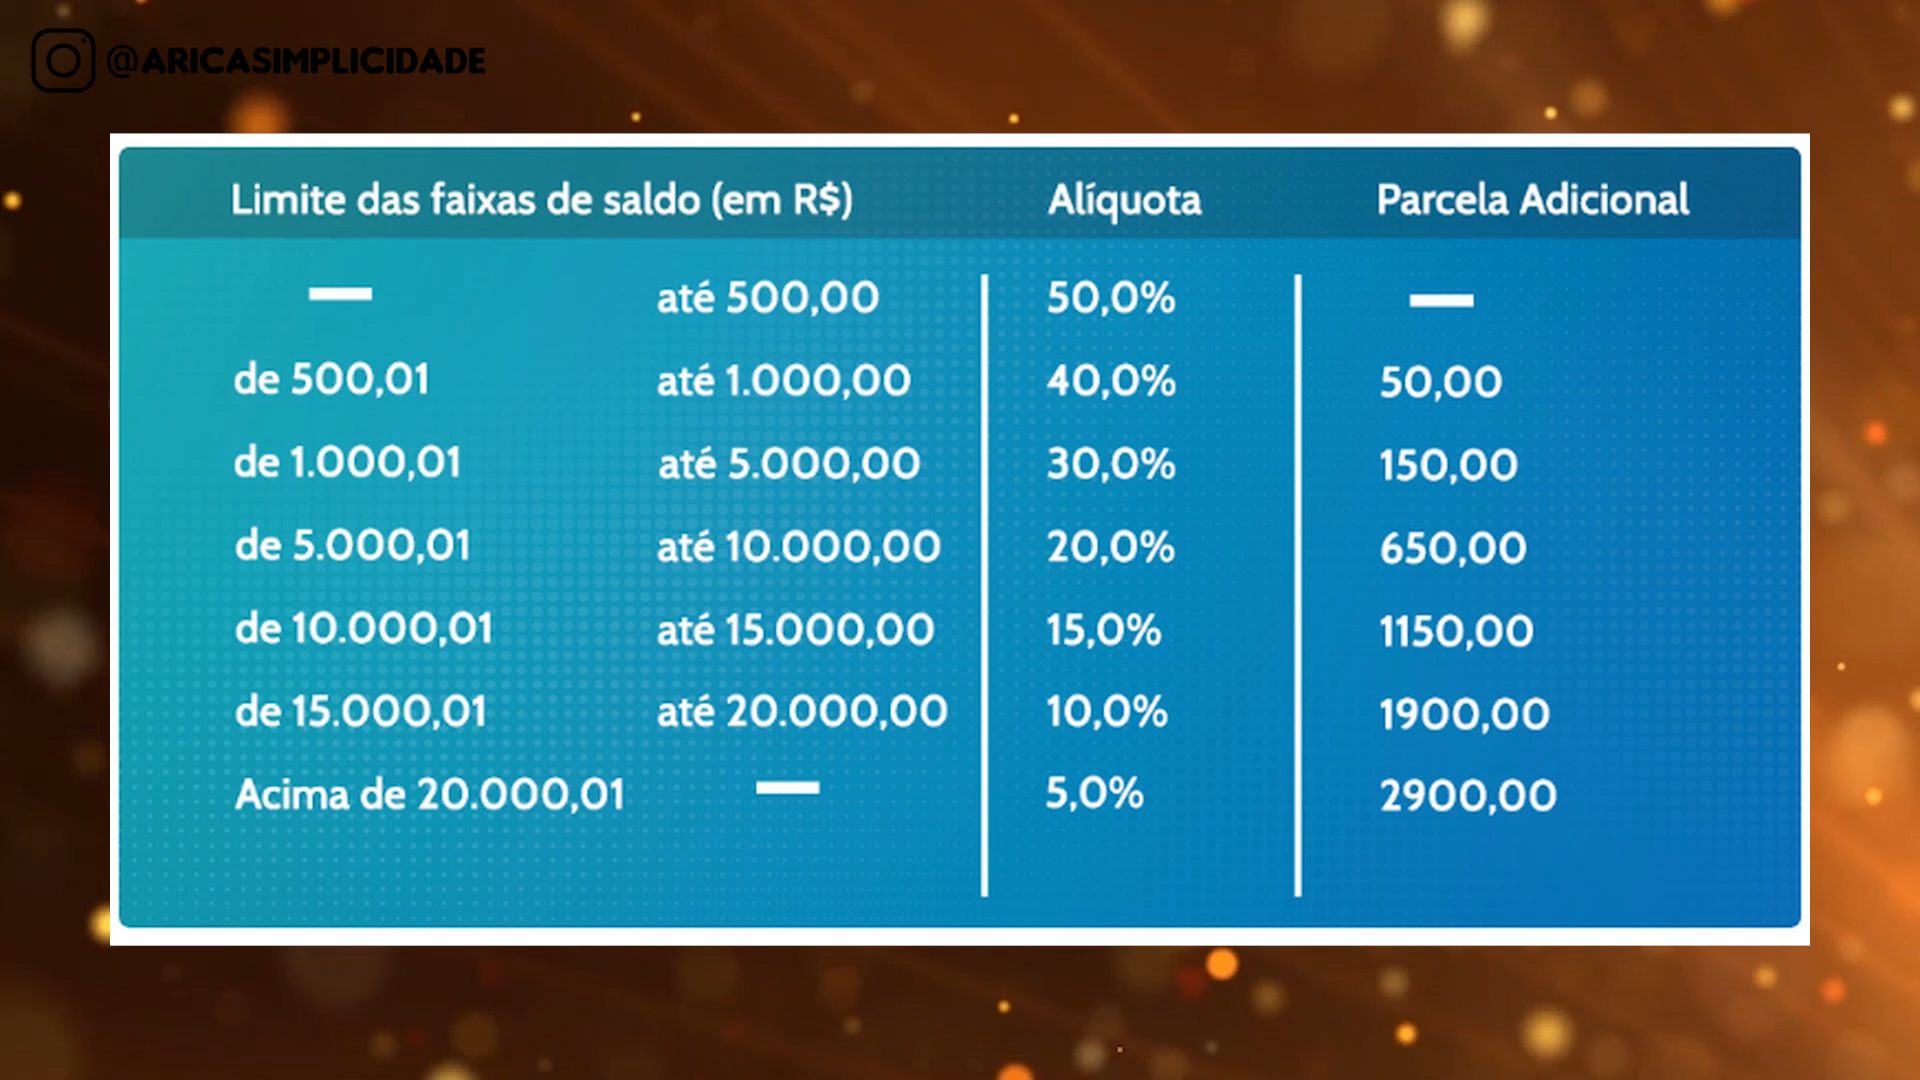 @ARICASIMPLICIDADE
Limite das faixas de saldo (em R$) Alíquota Parcela Adicional
— até 500,00 50,0% —
de 500,01 até 1.000,00 40,0% 50,00
de 1.000,01 até 5.000,00 30,0% 150,00
de 5.000,01 até 10.000,00 20,0% 650,00
de 10.000,01 até 15.000,00 15,0% 1150,00
de 15.000,01 até 20.000,00 10,0% 1900,00
Acima de 20.000,01 — 5,0% 2900,00